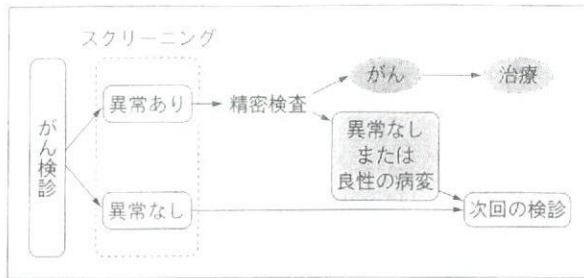 スクリーニング
がん検診
異常あり
精密検査
がん
治療
異常なし
または
良性の病変
異常なし
次回の検診